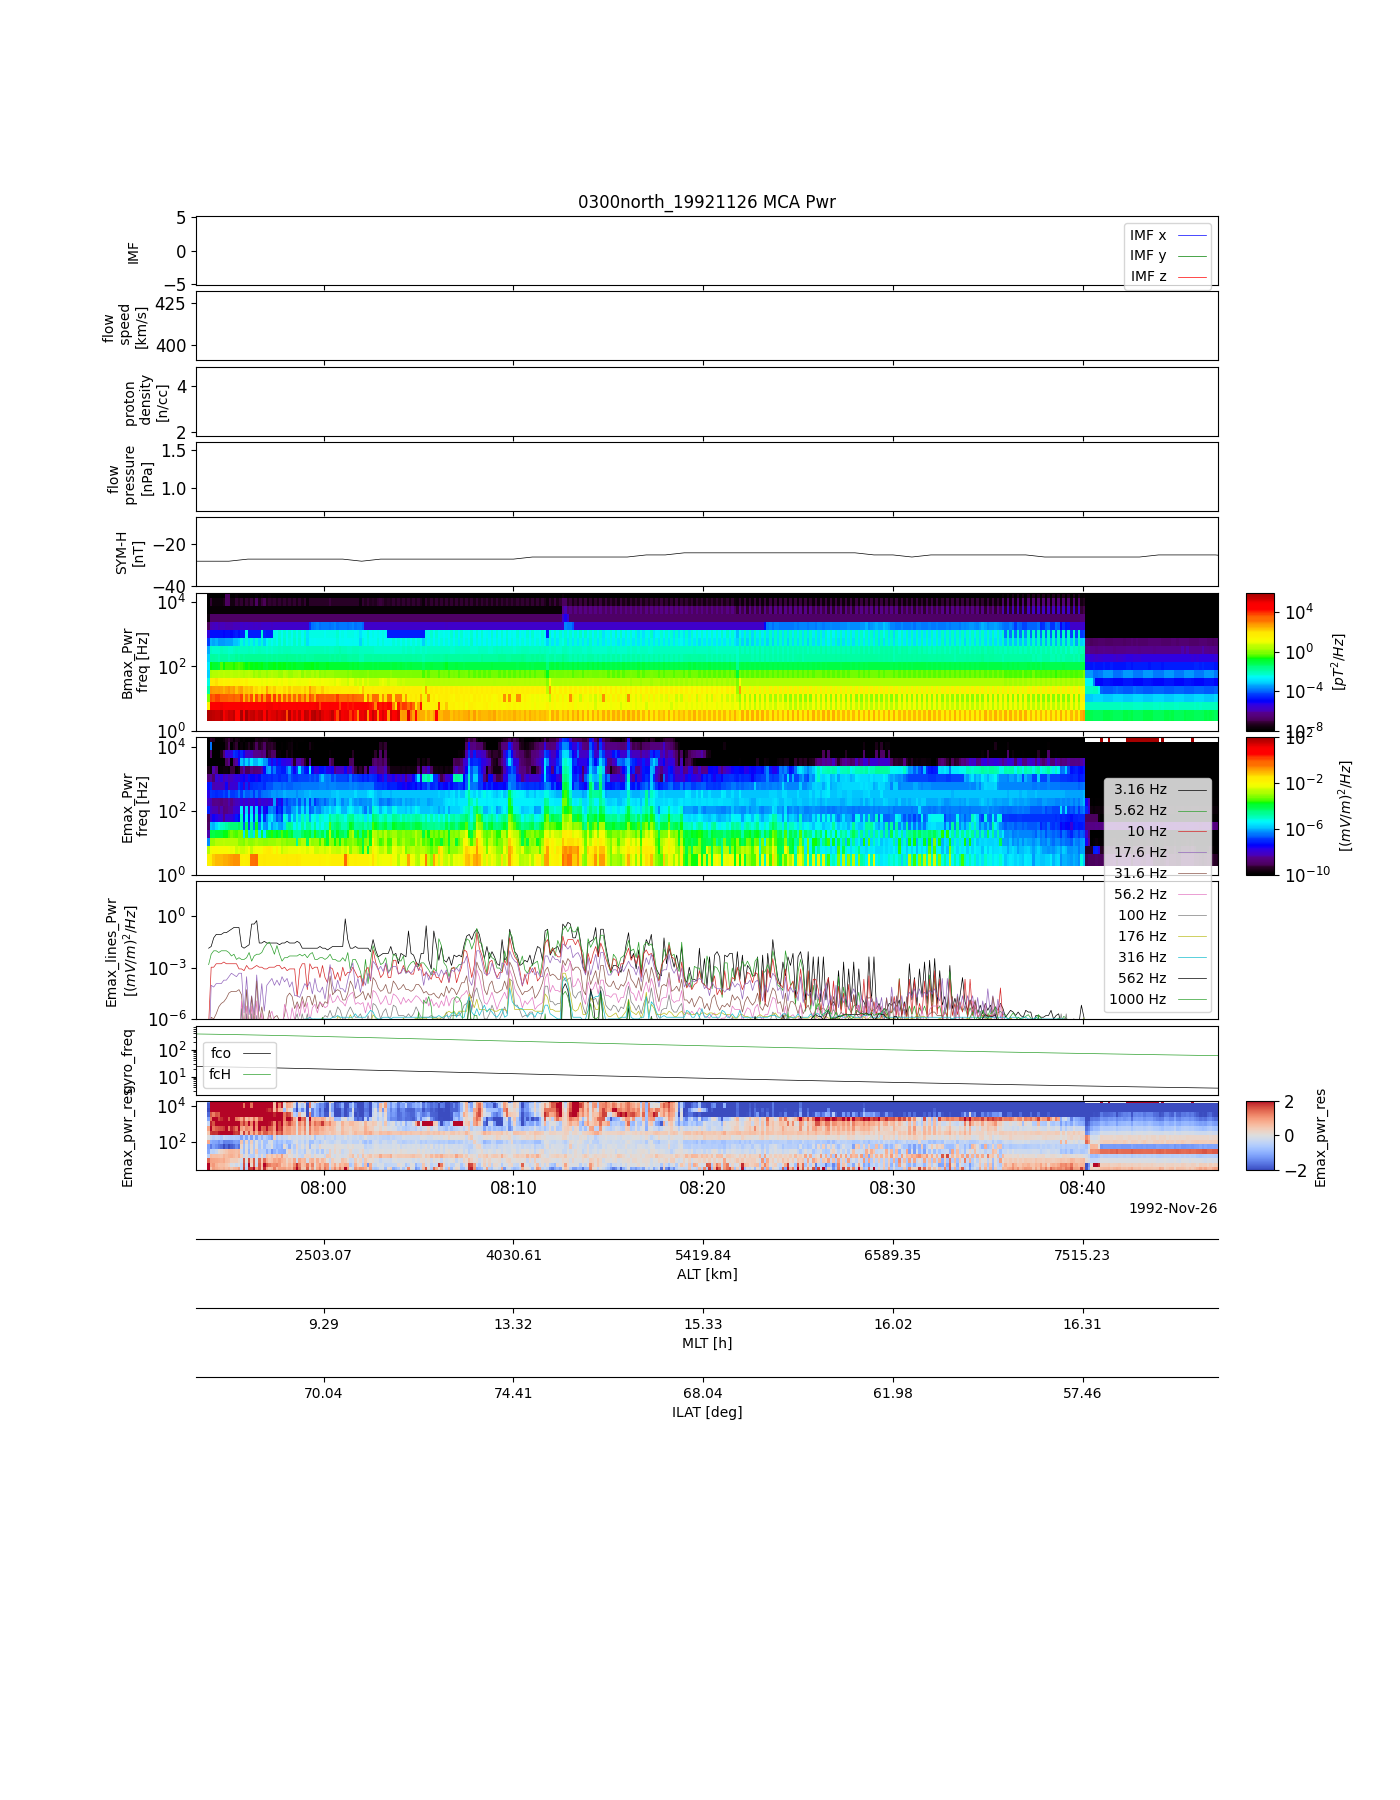 0300north_19921126 MCA Pwr
5
0
−5
IMF
IMF x
IMF y
IMF z
425
400
flow
speed
[km/s]
4
2
proton
density
[n/cc]
1.5
1.0
flow
pressure
[nPa]
−20
−40
SYM-H
[nT]
10^4
10^2
10^0
Bmax_Pwr
freq [Hz]
10^4
10^0
10^−4
10^−8
[pT^2/Hz]
10^4
10^2
10^0
Emax_Pwr
freq [Hz]
10^2
10^−2
10^−6
10^−10
[(mV/m)^2/Hz]
3.16 Hz
5.62 Hz
10 Hz
17.6 Hz
31.6 Hz
56.2 Hz
100 Hz
176 Hz
316 Hz
562 Hz
1000 Hz
10^0
10^−3
10^−6
Emax_lines_Pwr
[(mV/m)^2/Hz]
10^2
10^1
gyro_freq
fco
fcH
10^4
10^2
Emax_pwr_res
2
0
−2
Emax_pwr_res
08:00 08:10 08:20 08:30 08:40
1992-Nov-26
2503.07 4030.61 5419.84 6589.35 7515.23
ALT [km]
9.29 13.32 15.33 16.02 16.31
MLT [h]
70.04 74.41 68.04 61.98 57.46
ILAT [deg]